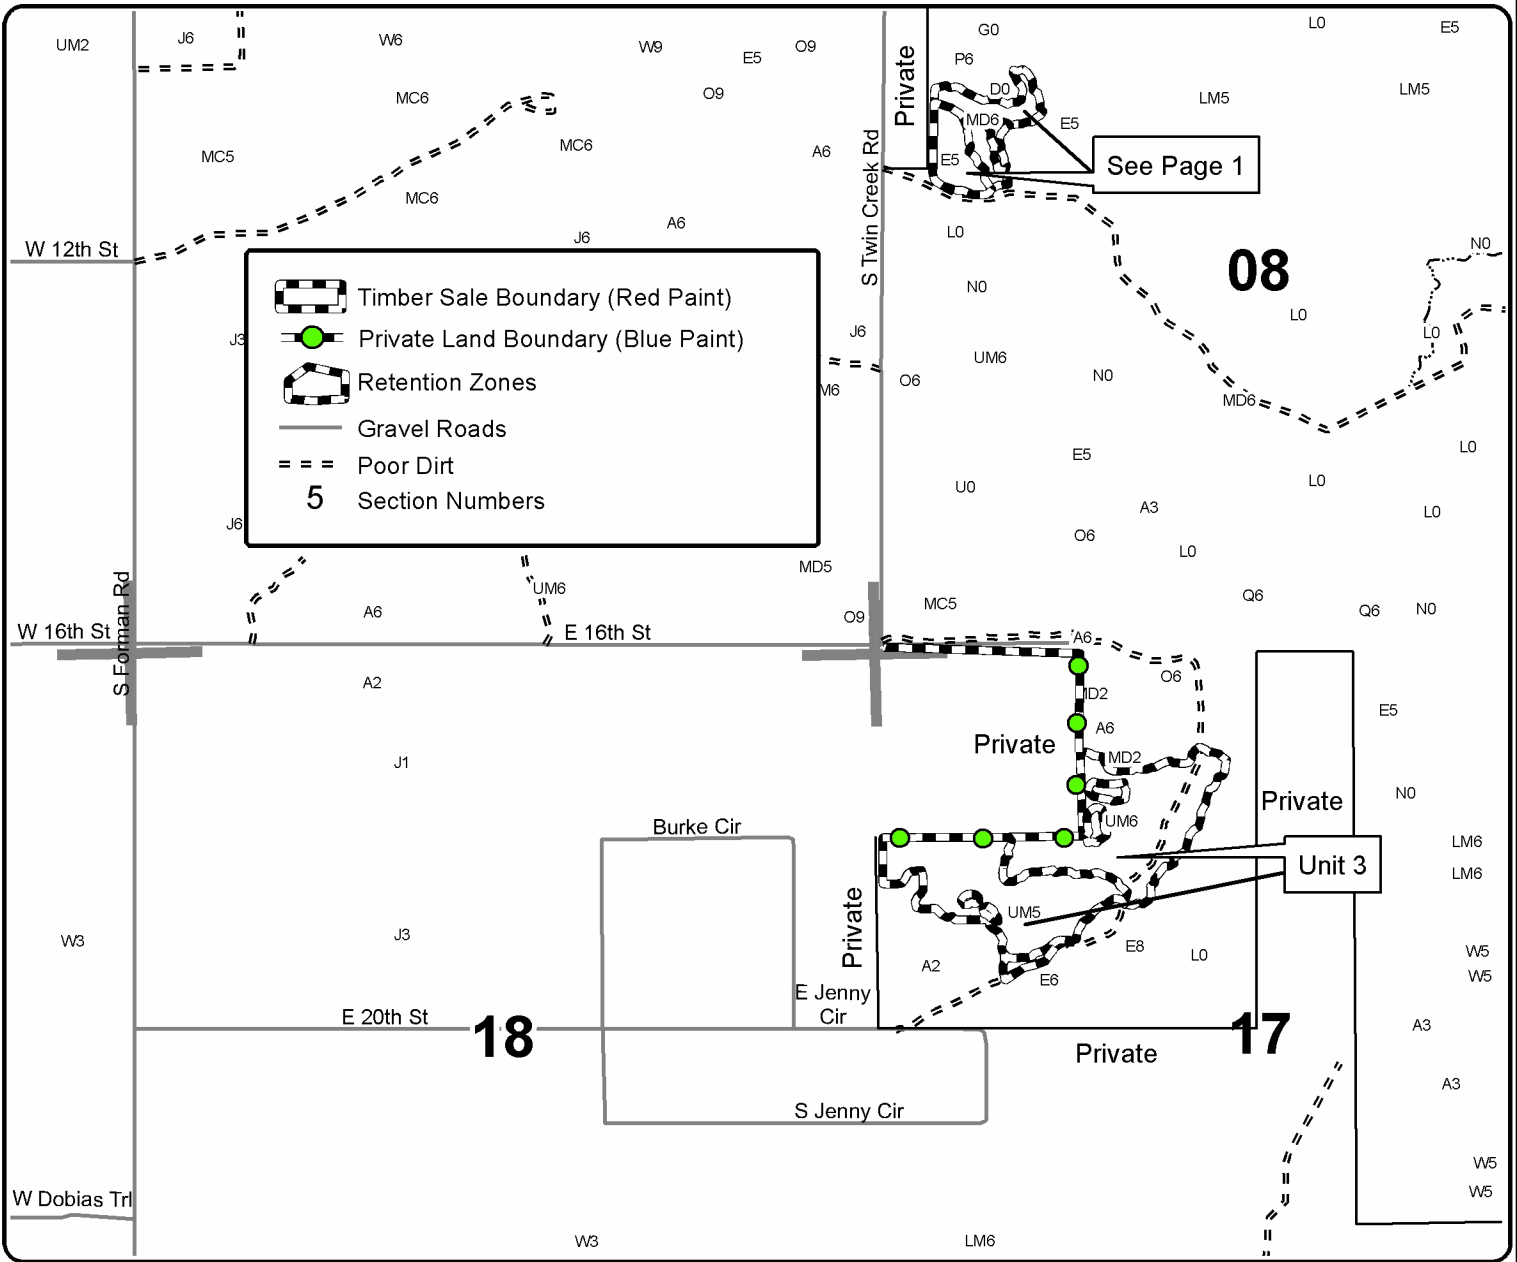 L0
E5
G0
UM2
J6
W6
W9
O9
E5
P6
Private
D0
LM5
LM5
MC6
O9
MD6
E5
MC6
MC5
A6
E5
See Page 1
MC6
S Twin Creek Rd
A6
L0
J6
W 12th St
N0
08
N0
Timber Sale Boundary (Red Paint)
L0
Private Land Boundary (Blue Paint)
J3
J6
L0
UM6
Retention Zones
O6
N0
M6
MD6
Gravel Roads
L0
Poor Dirt
E5
L0
5 Section Numbers
U0
A3
L0
J6
O6
L0
MD5
UM6
Q6
A6
O9
MC5
Q6
N0
W 16th St
S Forman Rd
E 16th St
A6
A2
O6
MD2
E5
A6
Private
MD2
J1
Private
N0
UM6
Burke Cir
LM6
Unit 3
LM6
UM5
Private
W3
J3
E8
L0
W5
A2
E6
W5
E Jenny
Cir
E 20th St
18
17
A3
Private
A3
S Jenny Cir
W5
W5
W Dobias Trl
W3
LM6